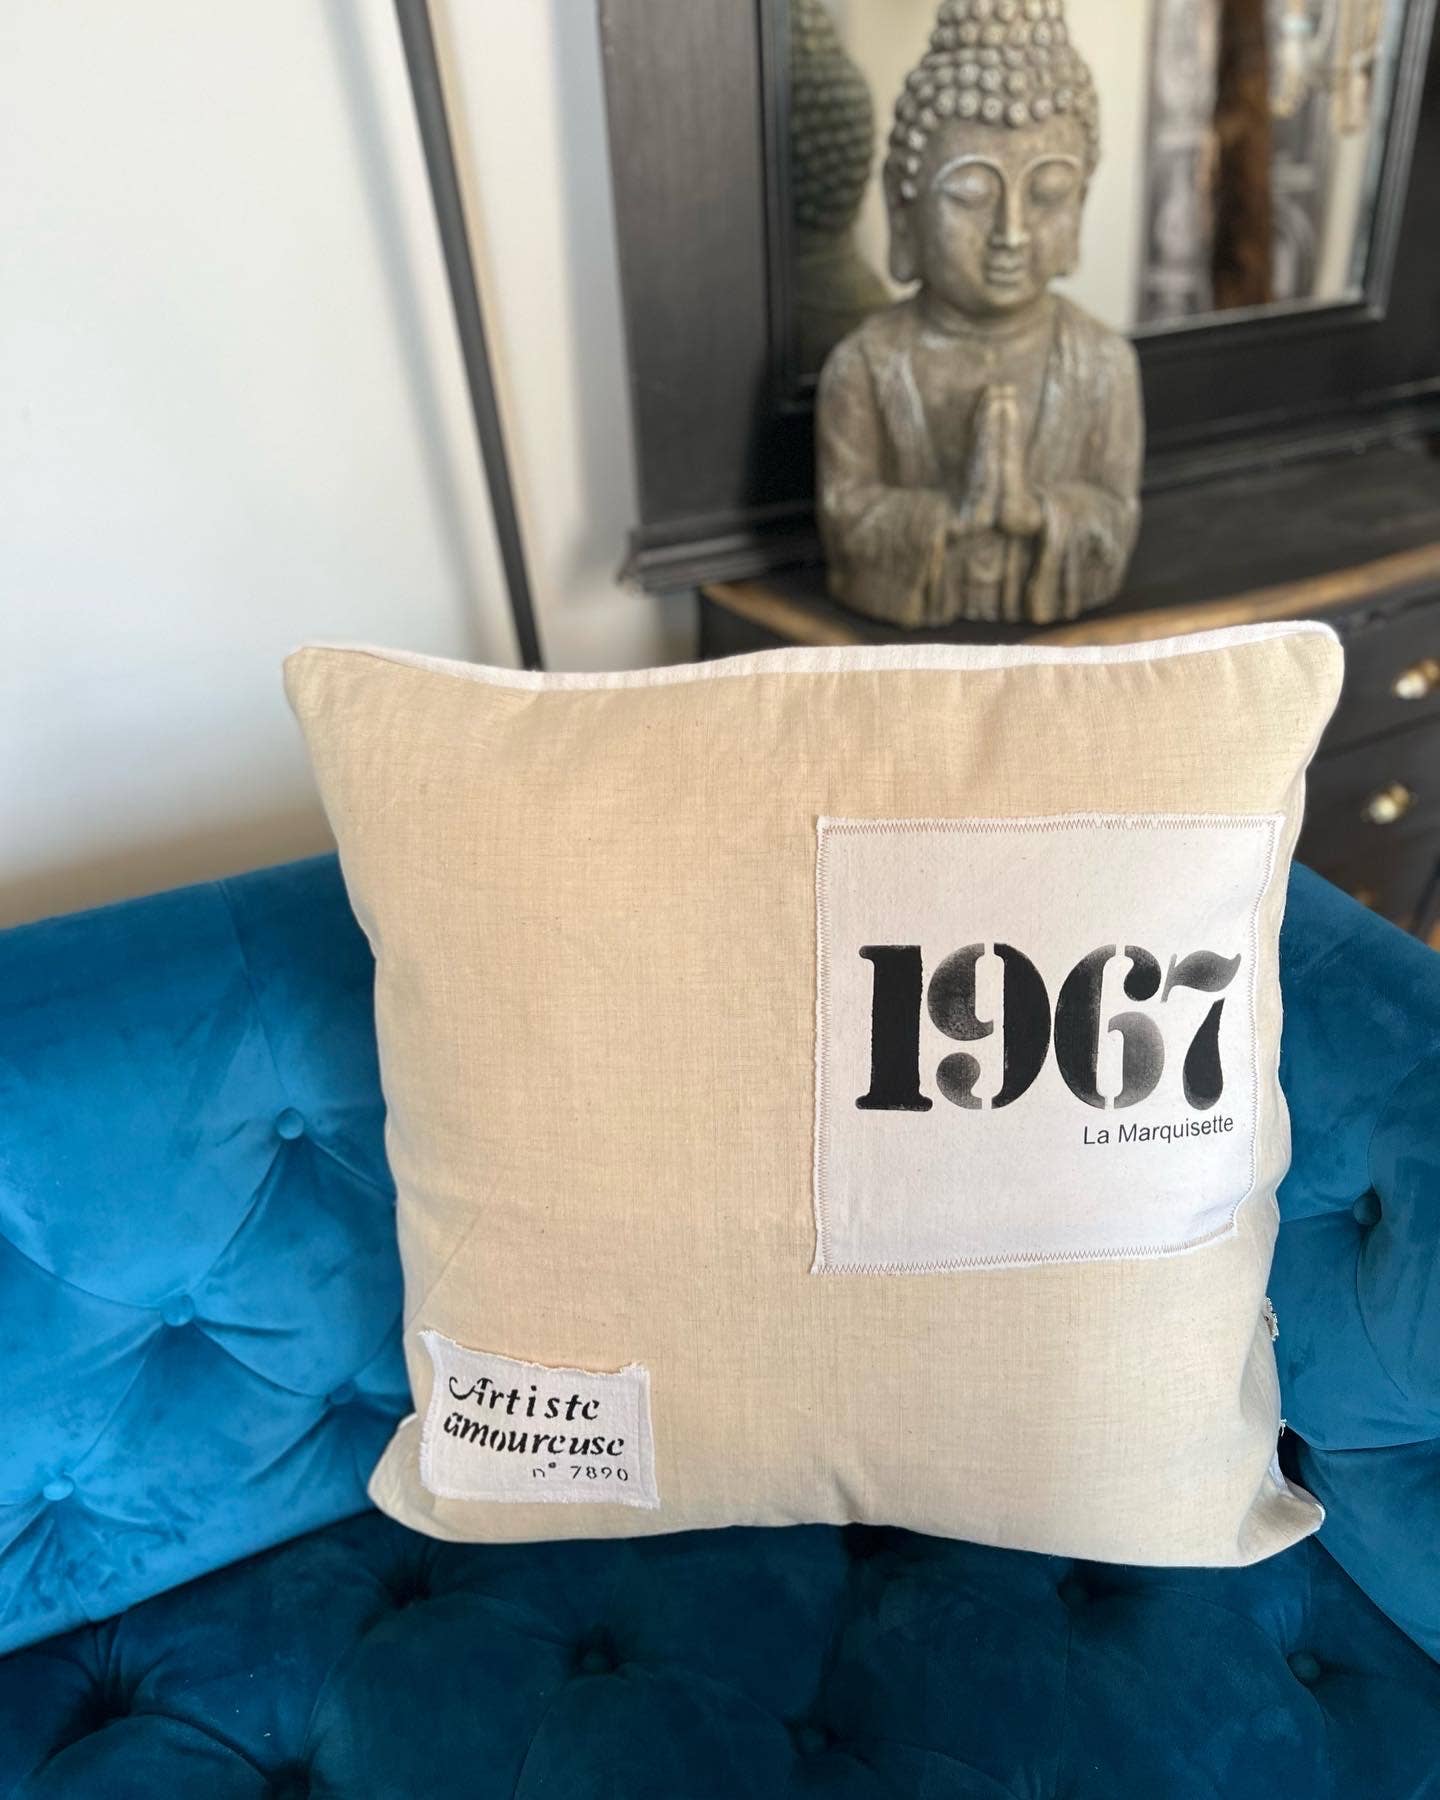 1967
La Marquisette
Artiste
amoureuse
n° 7890